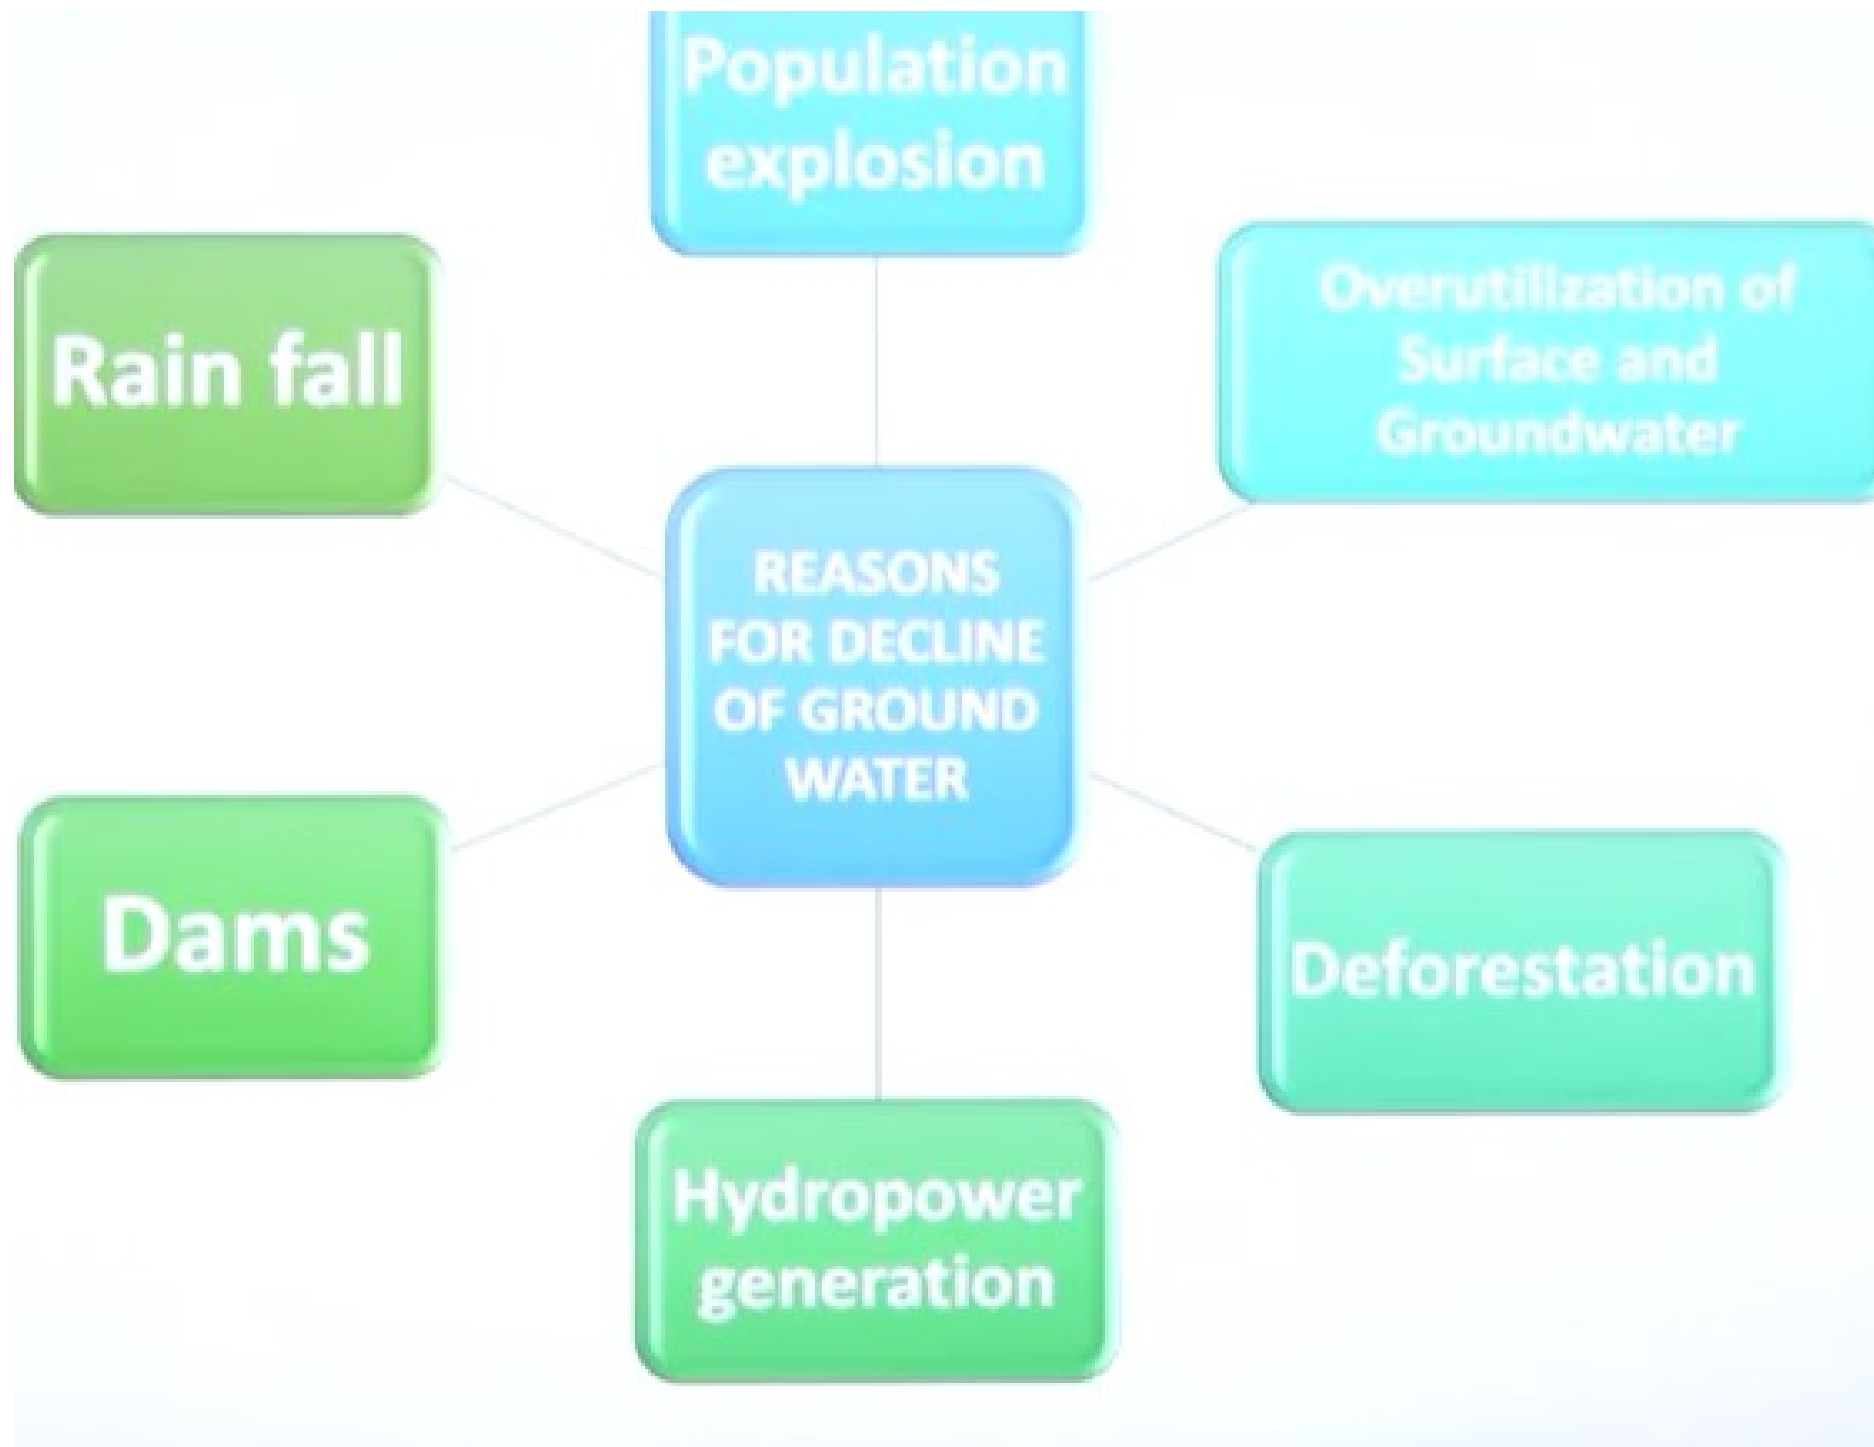 Population
explosion
Rain fall
Overutilization of
Surface and
Groundwater
REASONS
FOR DECLINE
OF GROUND
WATER
Dams
Deforestation
Hydropower
generation